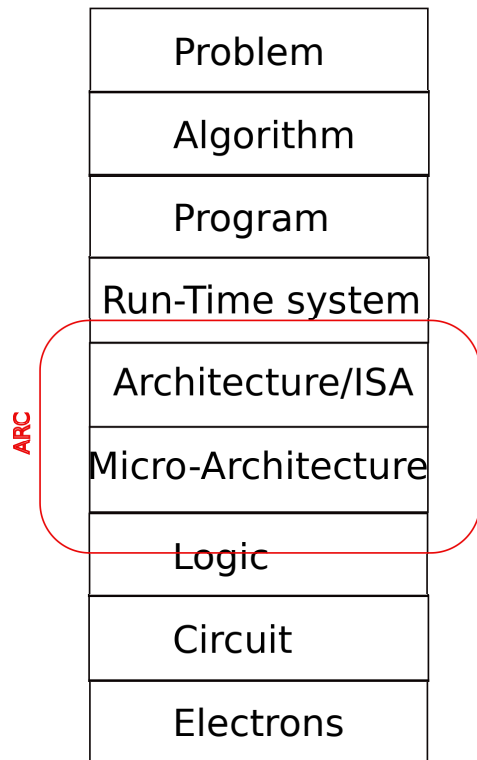 Problem
Algorithm
Program
Run-Time system
Architecture/ISA
ARC
Micro-Architecture
Logic
Circuit
Electrons